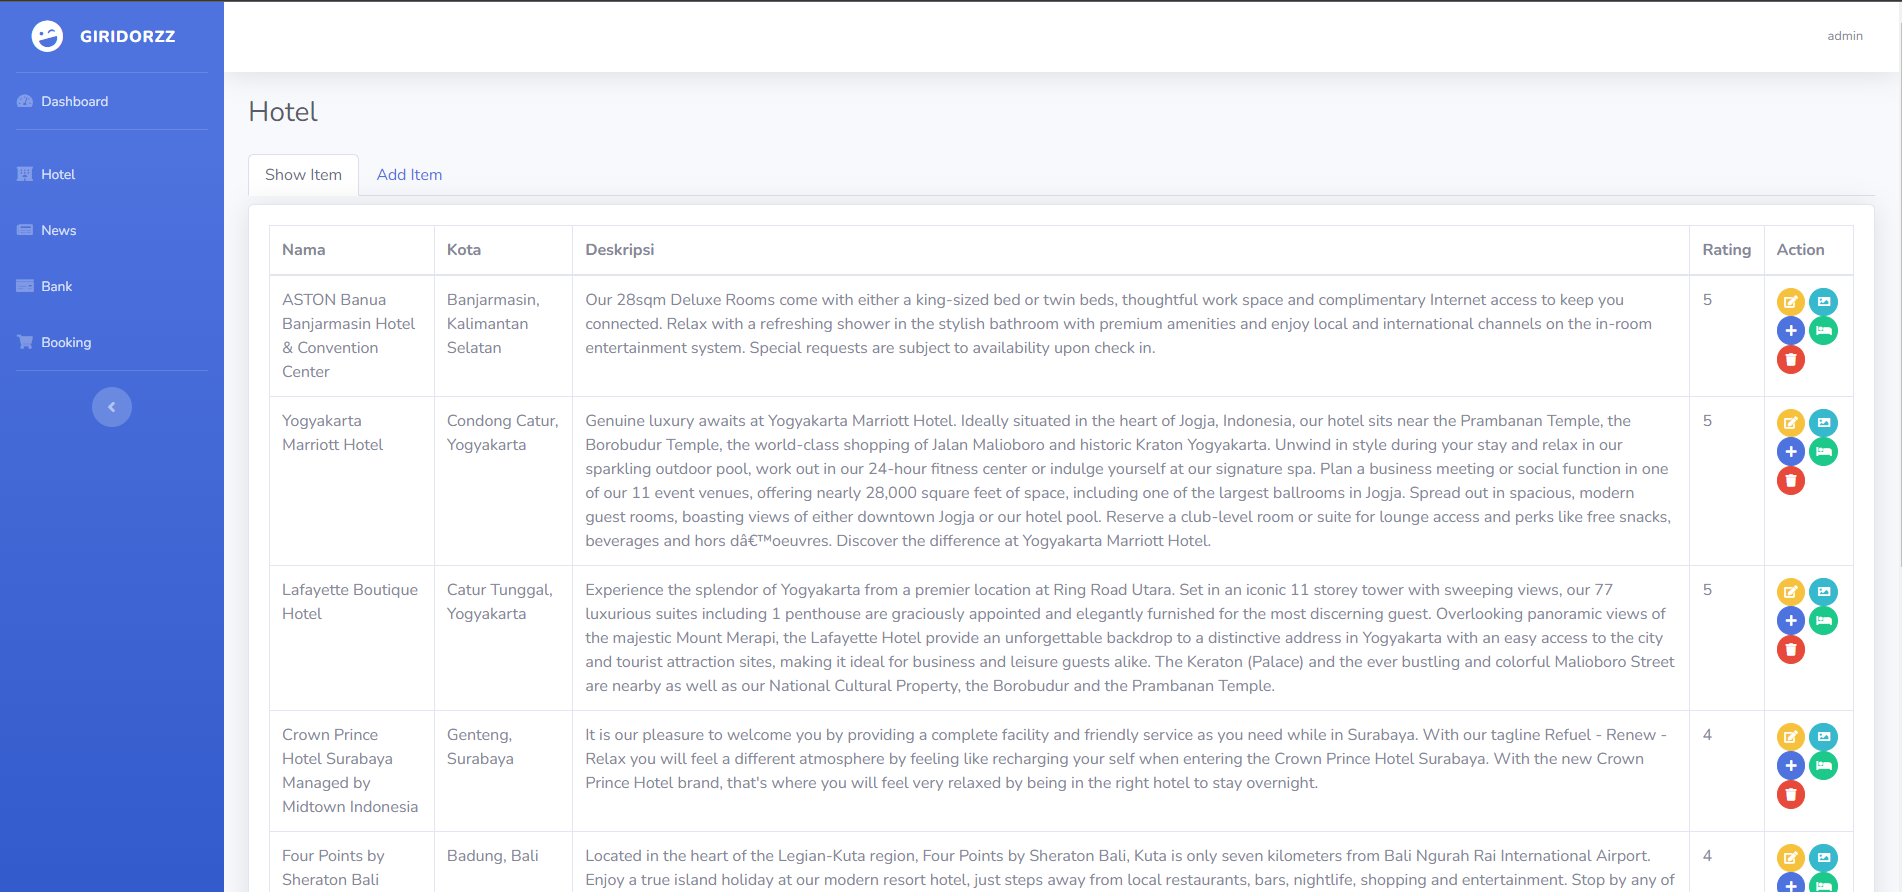 GIRIDORZZ
admin
Dashboard
Hotel
News
Bank
Booking
Hotel
Show Item
Add Item
Nama
Kota
Deskripsi
Rating
Action
ASTON Banua
Banjarmasin Hotel
& Convention
Center
Banjarmasin,
Kalimantan
Selatan
Our 28sqm Deluxe Rooms come with either a king-sized bed or twin beds, thoughtful work space and complimentary Internet access to keep you
connected. Relax with a refreshing shower in the stylish bathroom with premium amenities and enjoy local and international channels on the in-room
entertainment system. Special requests are subject to availability upon check in.
5
Yogyakarta
Marriott Hotel
Condong Catur,
Yogyakarta
Genuine luxury awaits at Yogyakarta Marriott Hotel. Ideally situated in the heart of Jogja, Indonesia, our hotel sits near the Prambanan Temple, the
Borobudur Temple, the world-class shopping of Jalan Malioboro and historic Kraton Yogyakarta. Unwind in style during your stay and relax in our
sparkling outdoor pool, work out in our 24-hour fitness center or indulge yourself at our signature spa. Plan a business meeting or social function in one
of our 11 event venues, offering nearly 28,000 square feet of space, including one of the largest ballrooms in Jogja. Spread out in spacious, modern
guest rooms, boasting views of either downtown Jogja or our hotel pool. Reserve a club-level room or suite for lounge access and perks like free snacks,
beverages and hors dâ€™oeuvres. Discover the difference at Yogyakarta Marriott Hotel.
5
Lafayette Boutique
Hotel
Catur Tunggal,
Yogyakarta
Experience the splendor of Yogyakarta from a premier location at Ring Road Utara. Set in an iconic 11 storey tower with sweeping views, our 77
luxurious suites including 1 penthouse are graciously appointed and elegantly furnished for the most discerning guest. Overlooking panoramic views of
the majestic Mount Merapi, the Lafayette Hotel provide an unforgettable backdrop to a distinctive address in Yogyakarta with an easy access to the city
and tourist attraction sites, making it ideal for business and leisure guests alike. The Keraton (Palace) and the ever bustling and colorful Malioboro Street
are nearby as well as our National Cultural Property, the Borobudur and the Prambanan Temple.
5
Crown Prince
Hotel Surabaya
Managed by
Midtown Indonesia
Genteng,
Surabaya
It is our pleasure to welcome you by providing a complete facility and friendly service as you need while in Surabaya. With our tagline Refuel - Renew -
Relax you will feel a different atmosphere by feeling like recharging your self when entering the Crown Prince Hotel Surabaya. With the new Crown
Prince Hotel brand, that's where you will feel very relaxed by being in the right hotel to stay overnight.
4
Four Points by
Sheraton Bali
Badung, Bali
Located in the heart of the Legian-Kuta region, Four Points by Sheraton Bali, Kuta is only seven kilometers from Bali Ngurah Rai International Airport.
Enjoy a true island holiday at our modern resort hotel, just steps away from local restaurants, bars, nightlife, shopping and entertainment. Stop by any of
4